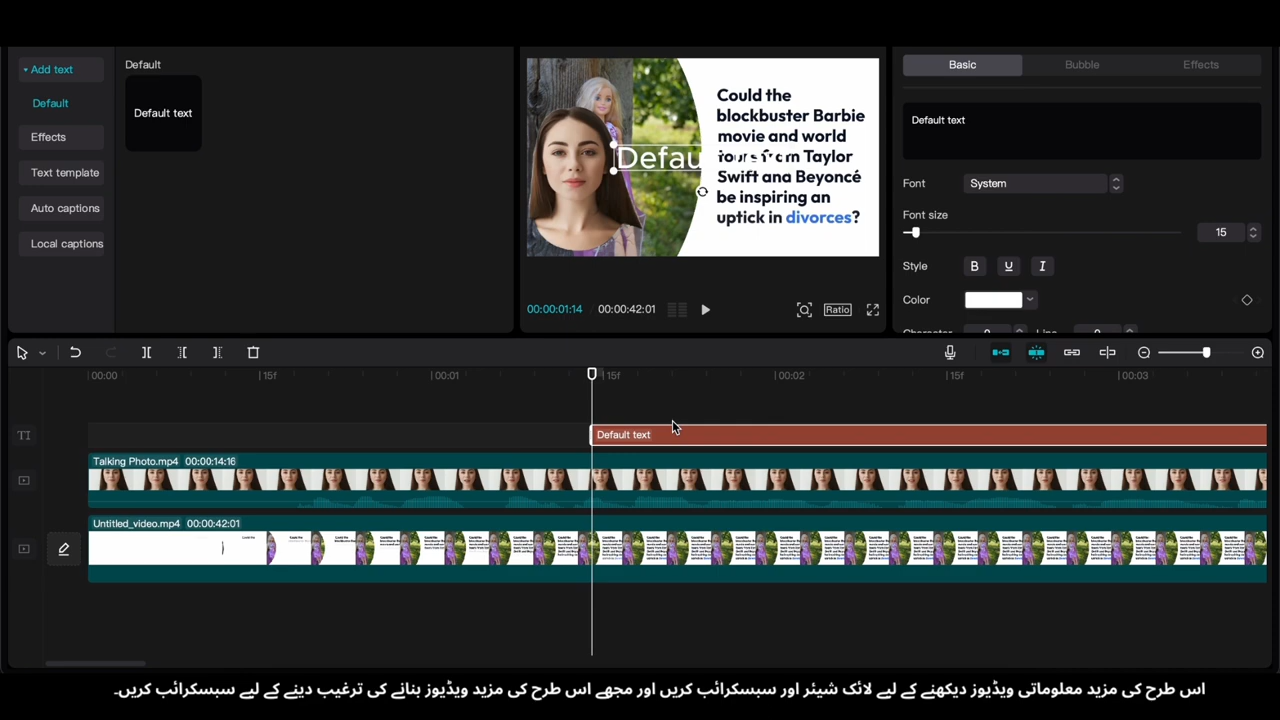 Add text
Default
Effects
Text template
Auto captions
Local captions
Default
Default text
Could the
blockbuster Barbie
movie and world
from Taylor
Swift and Beyoncé
be inspiring an
uptick in divorces?
Defau
00:00:01:14
00:00:42:01
Ratio
Basic
Bubble
Effects
Default text
Font
System
Font size
15
Style
B
U
I
Color
00:00
15f
00:01
15f
00:02
15f
00:03
TI
Default text
Talking Photo.mp4 00:00:14:16
Untitled_video.mp4 00:00:42:01
اس طرح کی مزید معلوماتی ویڈیوز دیکھنے کے لیے لائک شیئر اور سبسکرائب کریں اور مجھے اس طرح کی مزید ویڈیوز بنانے کی ترغیب دینے کے لیے سبسکرائب کریں۔